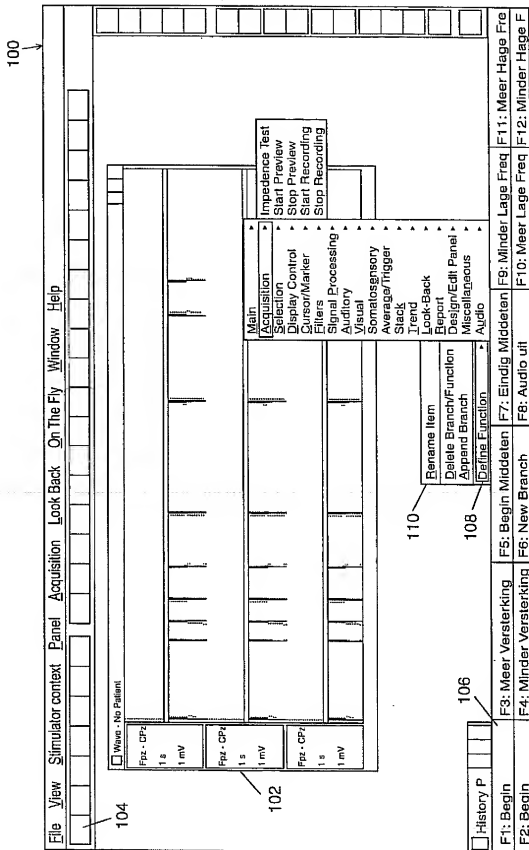 100
File View Stimulator context Panel Acquisition Look Back On The Fly Window Help
104
Wave - No Patient
Fpz - CPz
1 s
1 mV
Fpz - CPz
1 s
1 mV
Fpz - CPz
1 s
1 mV
102
Main
Acquisition
Selection
Display Control
Cursor/Marker
Filters
Signal Processing
Auditory
Visual
Somatosensory
Average/Trigger
Stack
Trend
Look-Back
Report
Design/Edit Panel
Miscellaneous
Audio
Impedence Test
Start Preview
Stop Preview
Start Recording
Stop Recording
110
Rename Item
Delete Branch/Function
Append Branch
Define Function
108
History P
106
F1: Begin F3: Meer Versterking F5: Begin Middeten F7: Eindig Middeten F9: Minder Lage Freq F11: Meer Hage Fre
F2: Begin F4: Minder Versterking F6: New Branch F8: Audio uit F10: Meer Lage Freq F12: Minder Hage F